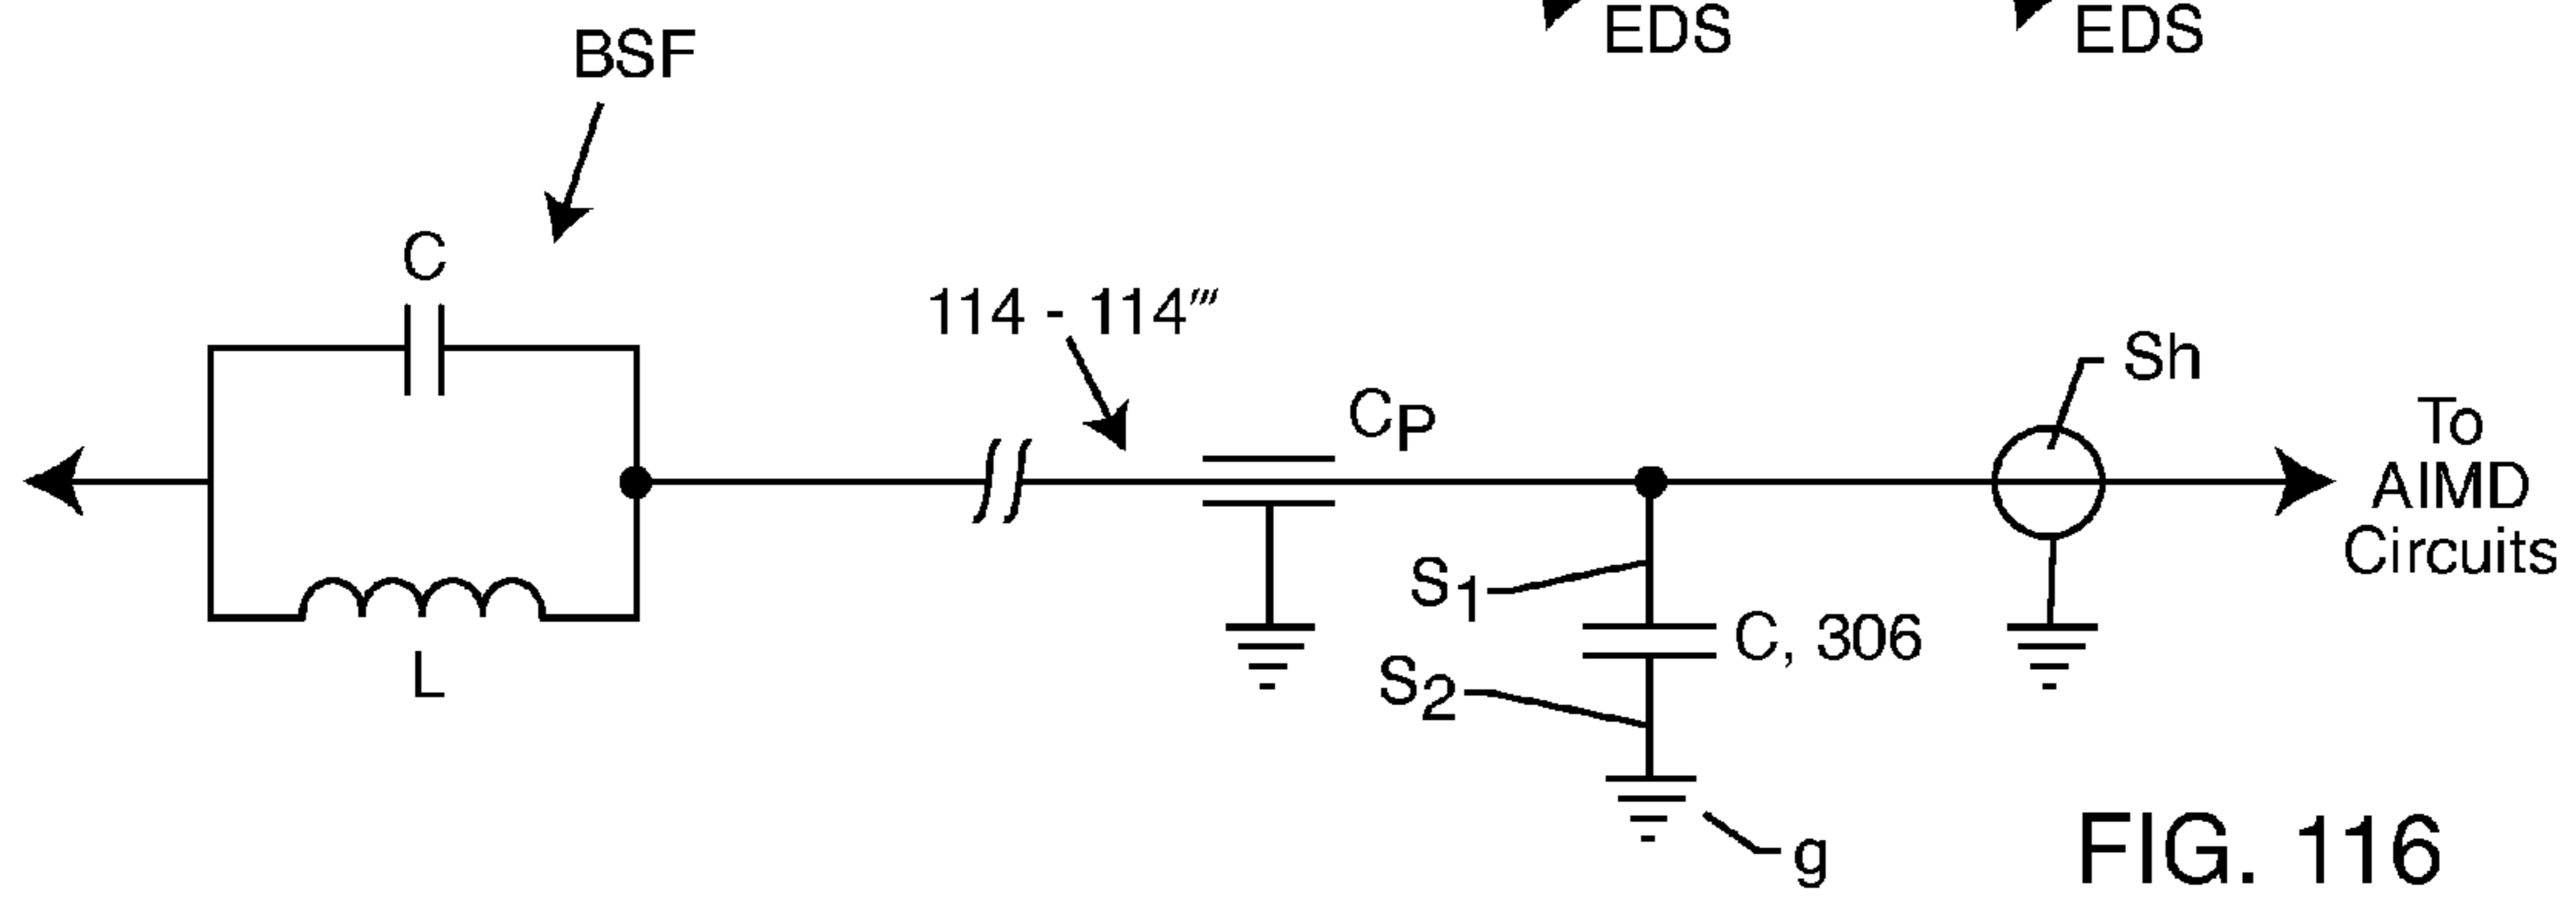 EDS
EDS
BSF
C
114 - 114‴
Sh
CP
To
AIMD
Circuits
S1
C, 306
L
S2
g
FIG. 116